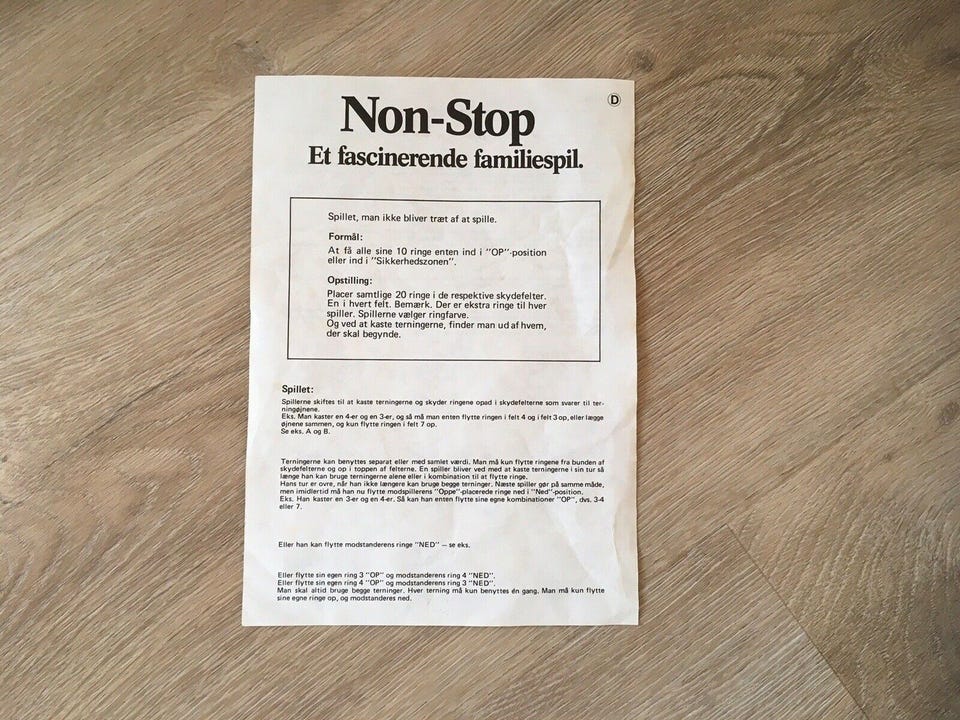 Non-Stop
D
Et fascinerende familiespil.
Spillet, man ikke bliver træt af at spille.
Formål:
At få alle sine 10 ringe enten ind i "OP"-position
eller ind i "Sikkerhedszonen".
Opstilling:
Placer samtlige 20 ringe i de respektive skydefelter.
En i hvert felt. Bemærk. Der er ekstra ringe til hver
spiller. Spillerne vælger ringfarve.
Og ved at kaste terningerne, finder man ud af hvem,
der skal begynde.
Spillet:
Spillerne skiftes til at kaste terningerne og skyder ringene opad i skydefelterne som svarer til ter-
ningøjnene.
Eks. Man kaster en 4-er og en 3-er, og så må man enten flytte ringen i felt 4 og i felt 3 op, eller lægge
øjnene sammen, og kun flytte ringen i felt 7 op.
Se eks. A og B.
Terningerne kan benyttes separat eller med samlet værdi. Man må kun flytte ringene fra bunden af
skydefelterne og op i toppen af felterne. En spiller bliver ved med at kaste terningerne i sin tur så
længe han kan bruge terningerne alene eller i kombination til at flytte ringe.
Hans tur er ovre, når han ikke længere kan bruge begge terninger. Næste spiller gør på samme måde,
men imidlertid må han nu flytte modspillerens "Oppe"-placerede ringe ned i "Ned"-position.
Eks. Han kaster en 3-er og en 4-er. Så kan han enten flytte sine egne kombinationer "OP", dvs. 3-4
eller 7.
Eller han kan flytte modstanderens ringe "NED" – se eks.
Eller flytte sin egen ring 3 "OP" og modstanderens ring 4 "NED".
Eller flytte sin egen ring 4 "OP" og modstanderens ring 3 "NED".
Man skal altid bruge begge terninger. Hver terning må kun benyttes én gang. Man må kun flytte
sine egne ringe op, og modstanderes ned.